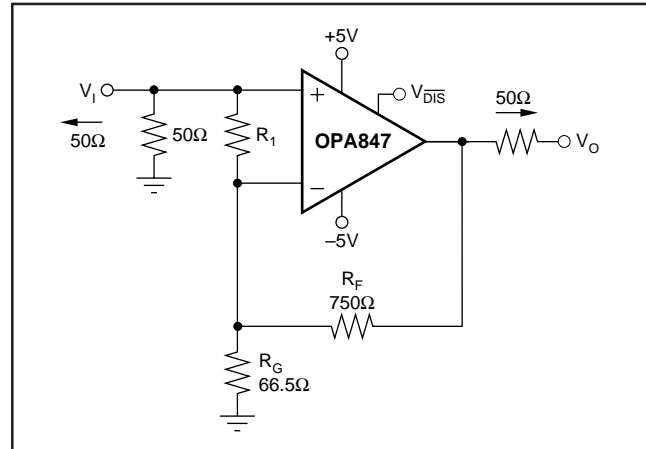 +5V
V_I
+
V_DIS̅
50Ω
50Ω
50Ω
R_1
OPA847
V_O
–
–5V
R_F
750Ω
R_G
66.5Ω